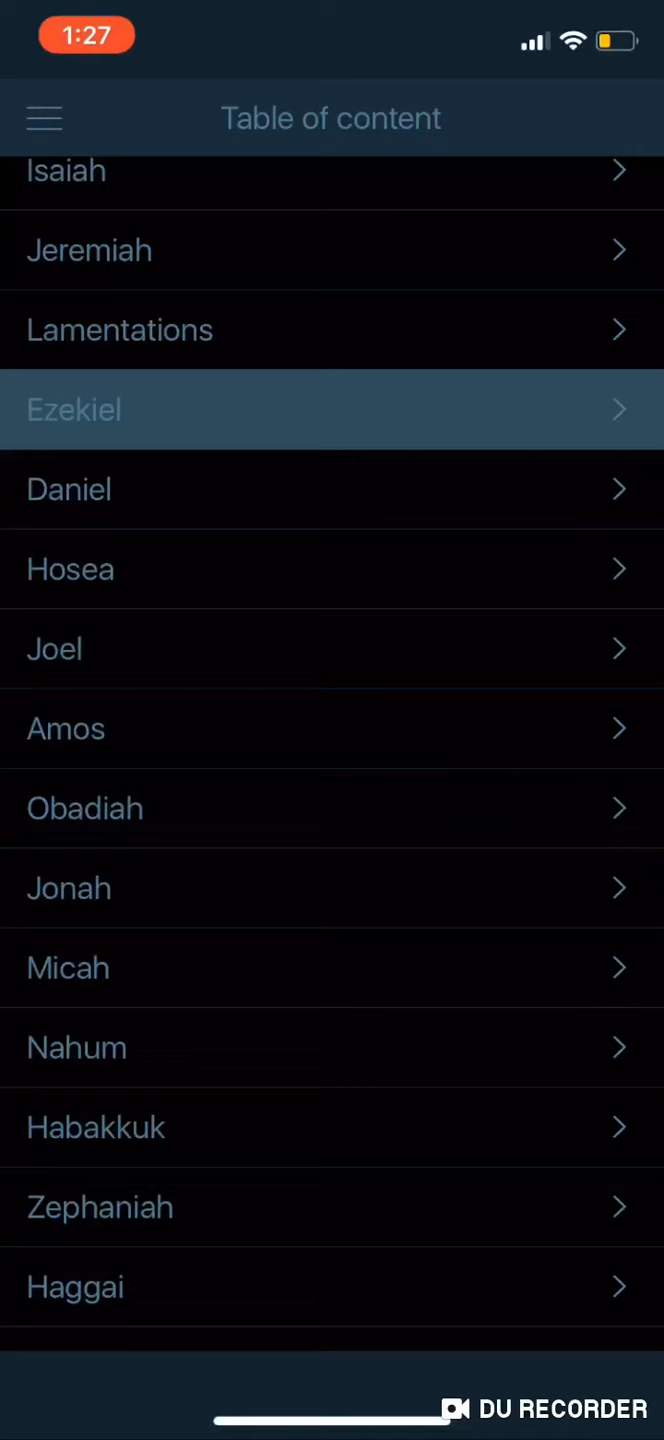 1:27
Table of content
Isaiah
Jeremiah
Lamentations
Ezekiel
Daniel
Hosea
Joel
Amos
Obadiah
Jonah
Micah
Nahum
Habakkuk
Zephaniah
Haggai
DU RECORDER